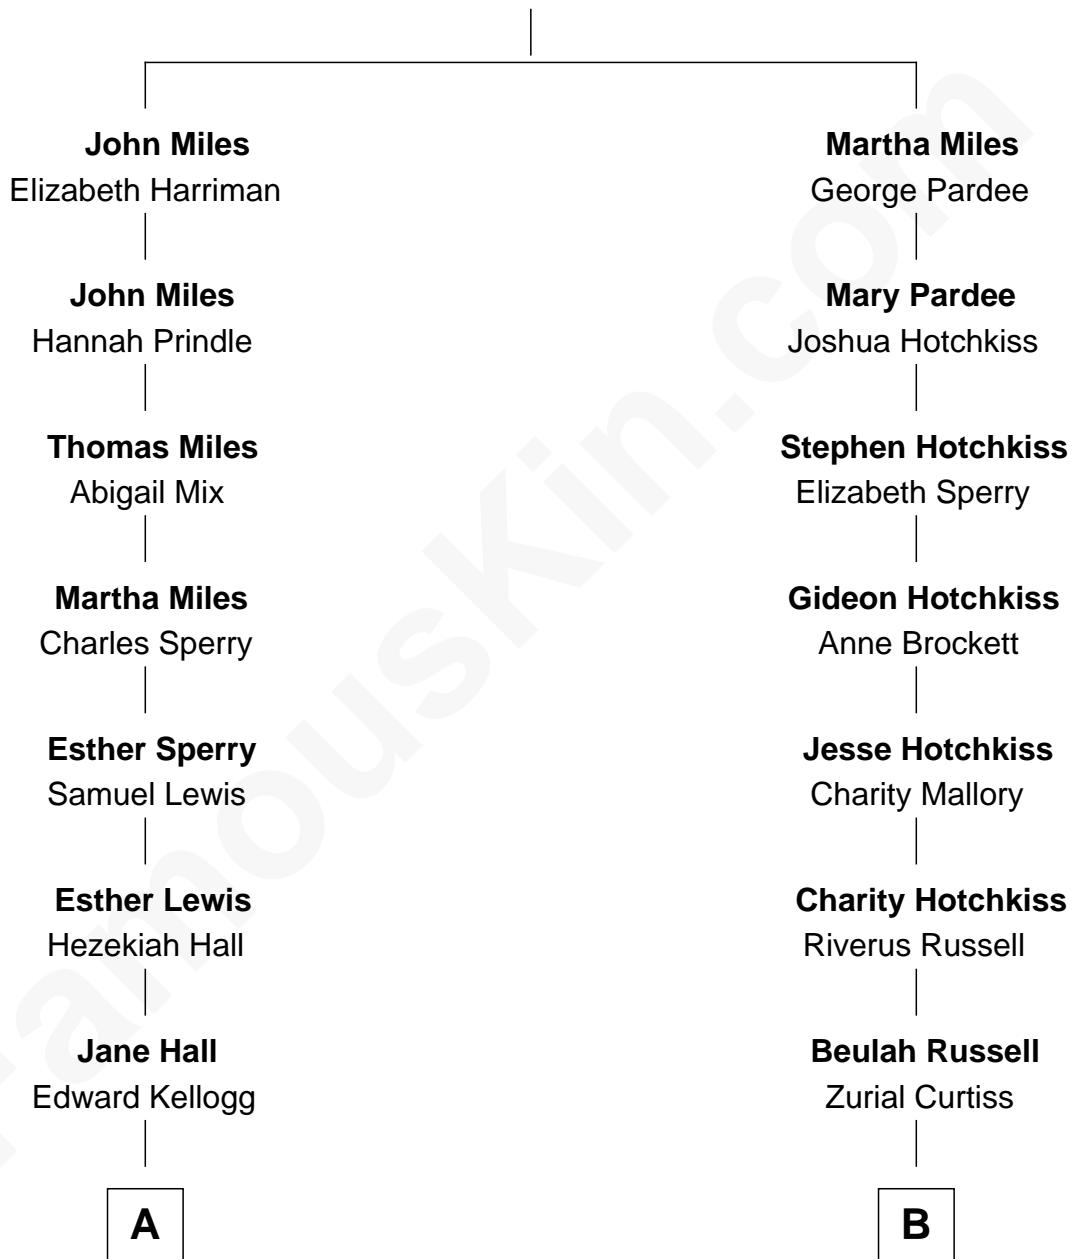 John Miles
Elizabeth Harriman
John Miles
Hannah Prindle
Thomas Miles
Abigail Mix
Martha Miles
Charles Sperry
Esther Sperry
Samuel Lewis
Esther Lewis
Hezekiah Hall
Jane Hall
Edward Kellogg
A
Martha Miles
George Pardee
Mary Pardee
Joshua Hotchkiss
Stephen Hotchkiss
Elizabeth Sperry
Gideon Hotchkiss
Anne Brockett
Jesse Hotchkiss
Charity Mallory
Charity Hotchkiss
Riverus Russell
Beulah Russell
Zurial Curtiss
B
FamousKin.com